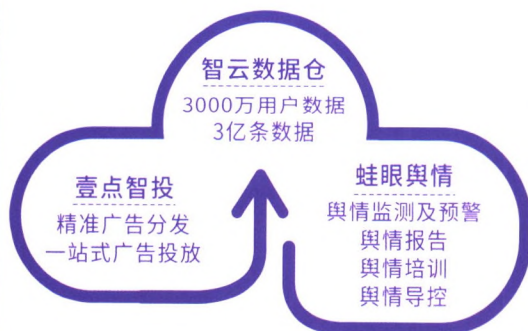 智云数据仓
3000万用户数据
3亿条数据
壹点智投
精准广告分发
一站式广告投放
蛙眼舆情
舆情监测及预警
舆情报告
舆情培训
舆情导控